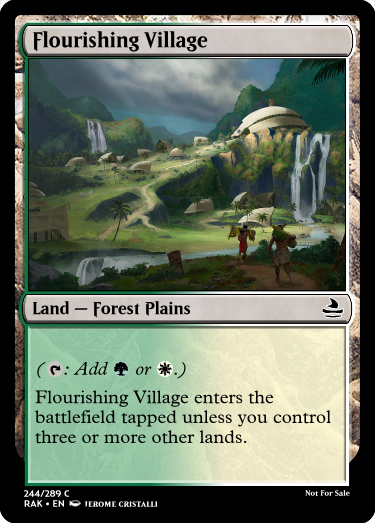 Flourishing Village
Land — Forest Plains
( : Add  or .)
Flourishing Village enters the
battlefield tapped unless you control
three or more other lands.
244/289 C
Not For Sale
RAK • EN JEROME CRISTALLI